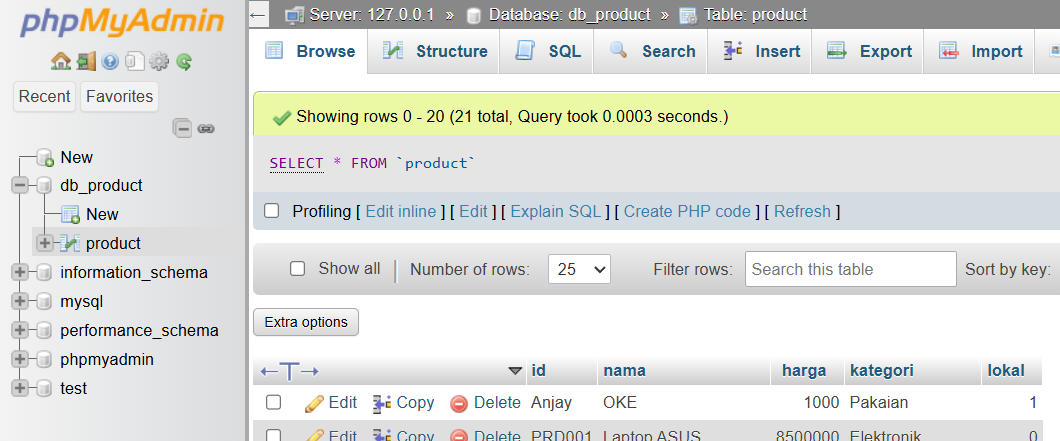 phpMyAdmin
Recent Favorites
New
db_product
New
product
information_schema
mysql
performance_schema
phpmyadmin
test
Server: 127.0.0.1 » Database: db_product » Table: product
Browse Structure SQL Search Insert Export Import
Showing rows 0 - 20 (21 total, Query took 0.0003 seconds.)
SELECT * FROM `product`
Profiling [ Edit inline ] [ Edit ] [ Explain SQL ] [ Create PHP code ] [ Refresh ]
Show all | Number of rows: 25 Filter rows: Search this table Sort by key:
Extra options
←T→ id nama harga kategori lokal
Edit Copy Delete Anjay OKE 1000 Pakaian 1
Edit Copy Delete PRD001 Laptop ASUS 8500000 Elektronik 0